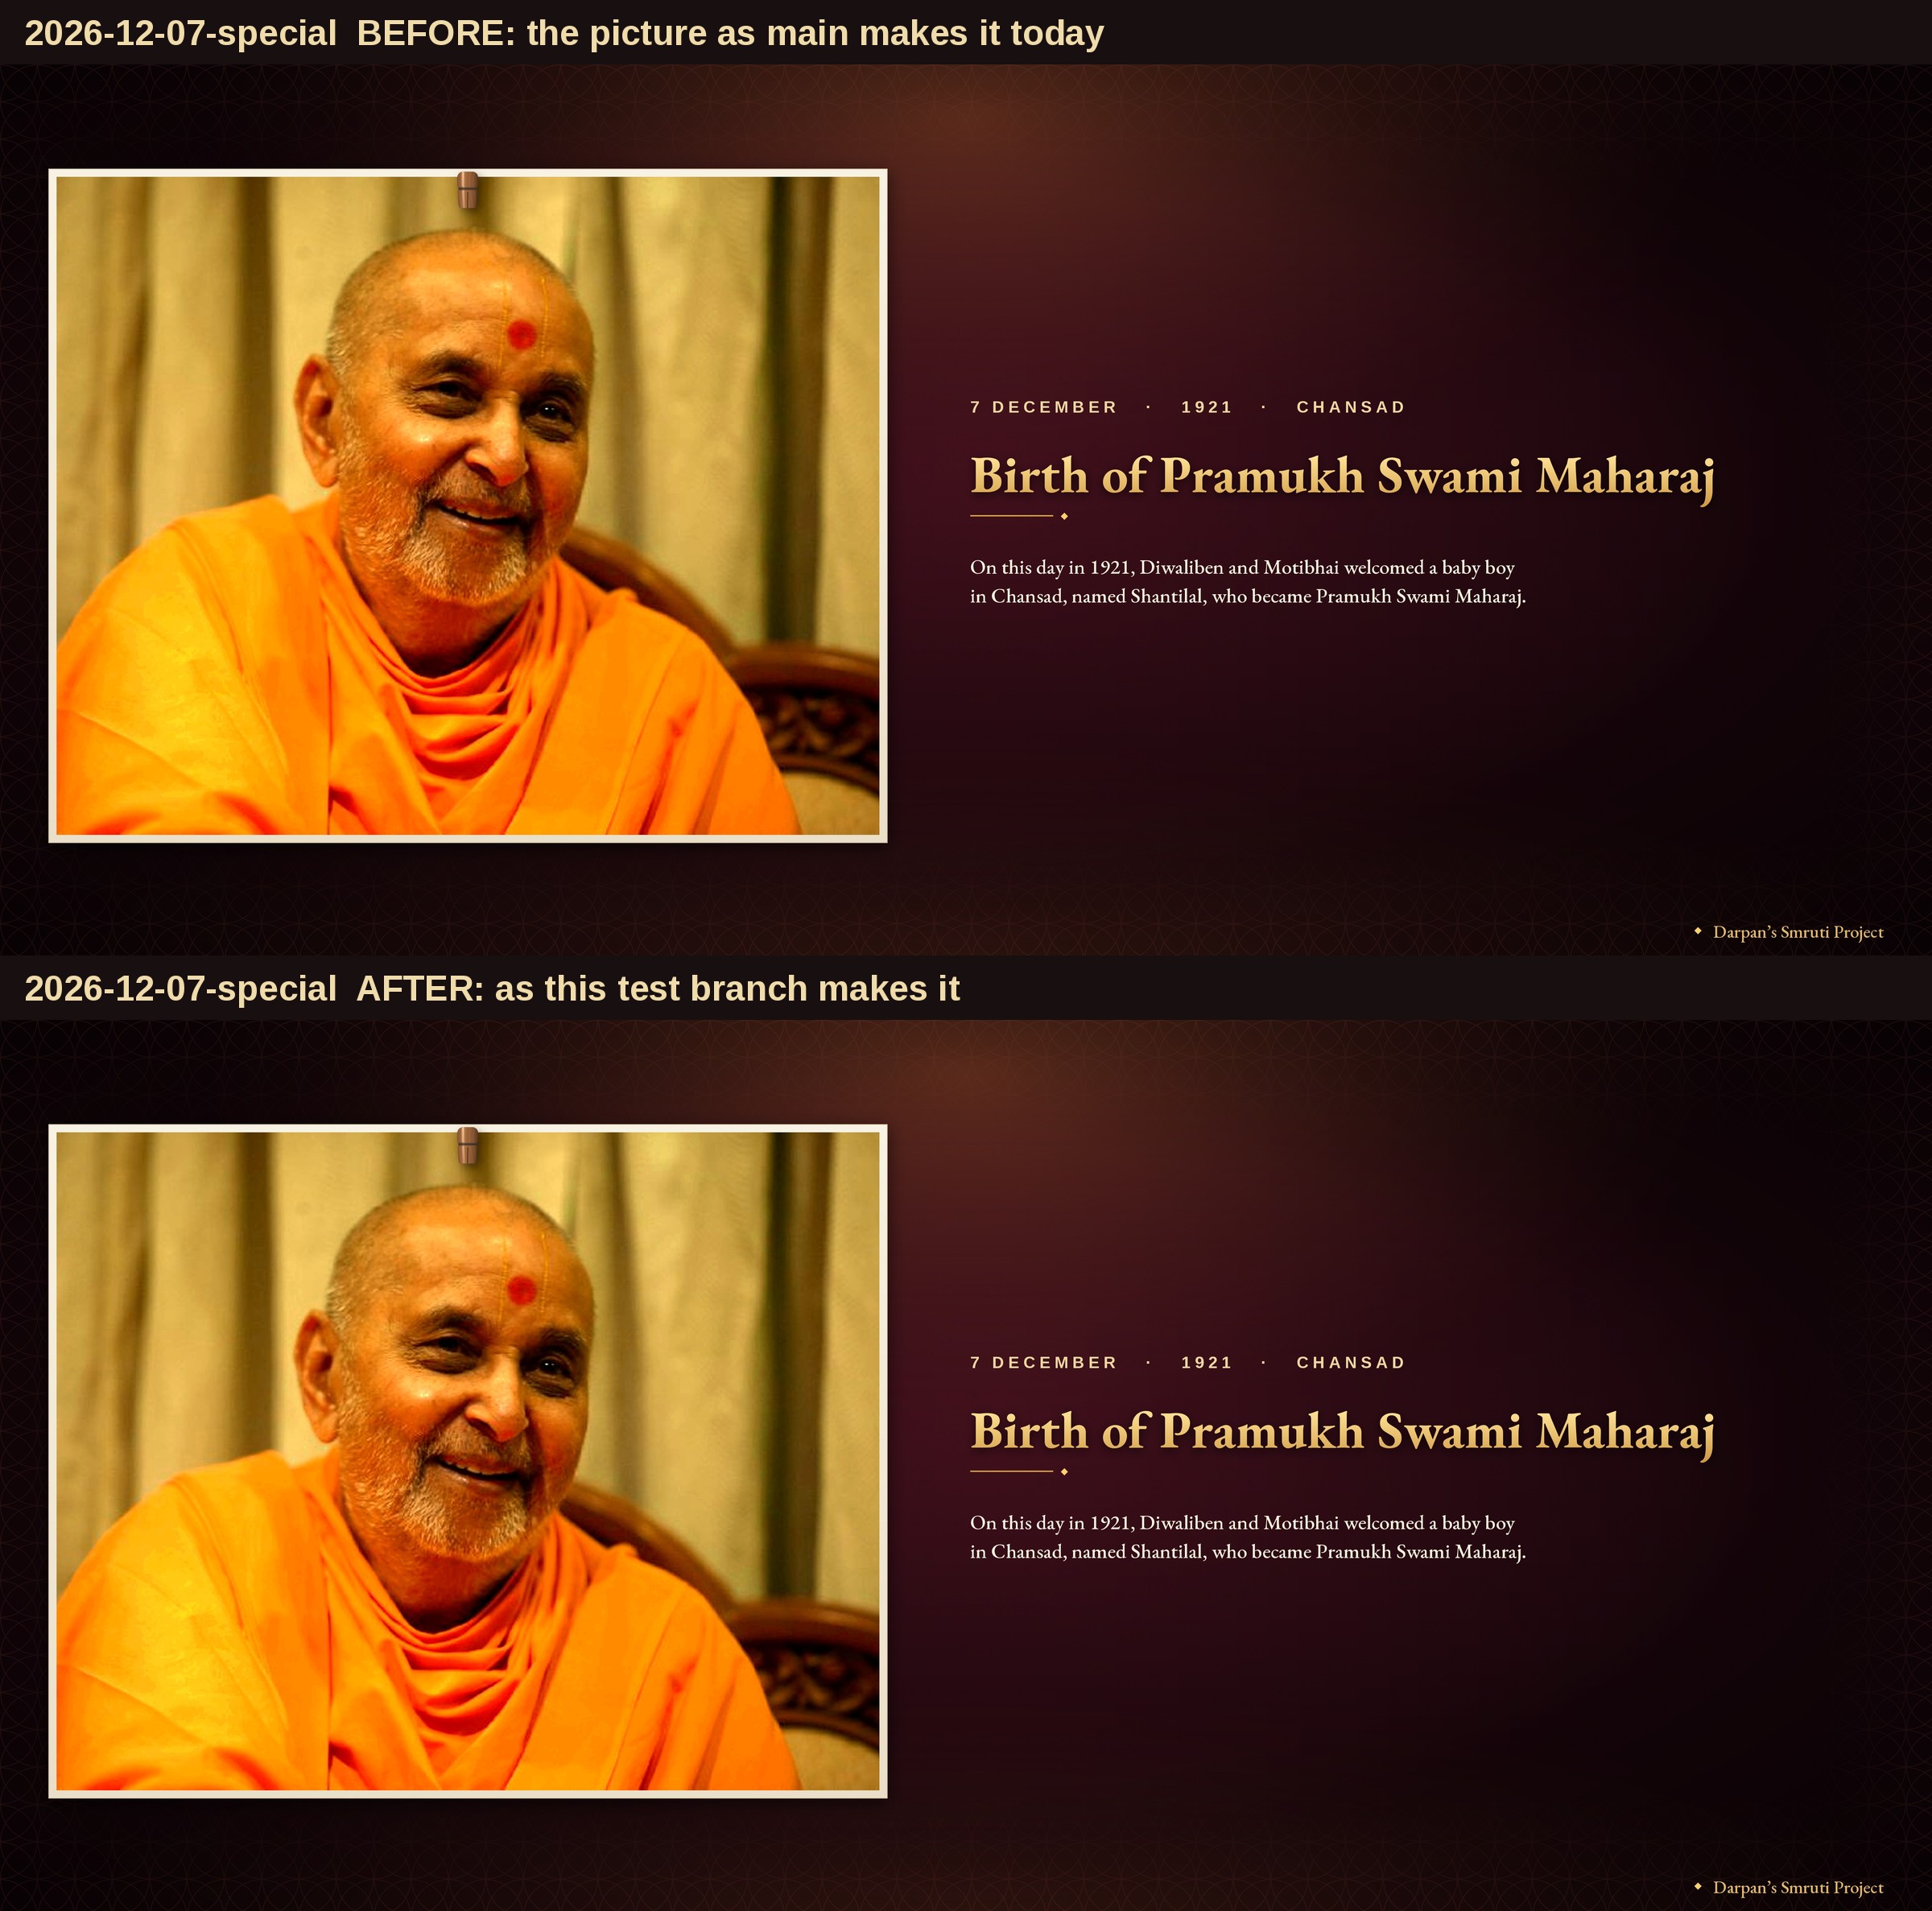 2026-12-07-special  BEFORE: the picture as main makes it today
7 DECEMBER · 1921 · CHANSAD
Birth of Pramukh Swami Maharaj
On this day in 1921, Diwaliben and Motibhai welcomed a baby boy
in Chansad, named Shantilal, who became Pramukh Swami Maharaj.
Darpan’s Smruti Project
2026-12-07-special  AFTER: as this test branch makes it
7 DECEMBER · 1921 · CHANSAD
Birth of Pramukh Swami Maharaj
On this day in 1921, Diwaliben and Motibhai welcomed a baby boy
in Chansad, named Shantilal, who became Pramukh Swami Maharaj.
Darpan’s Smruti Project